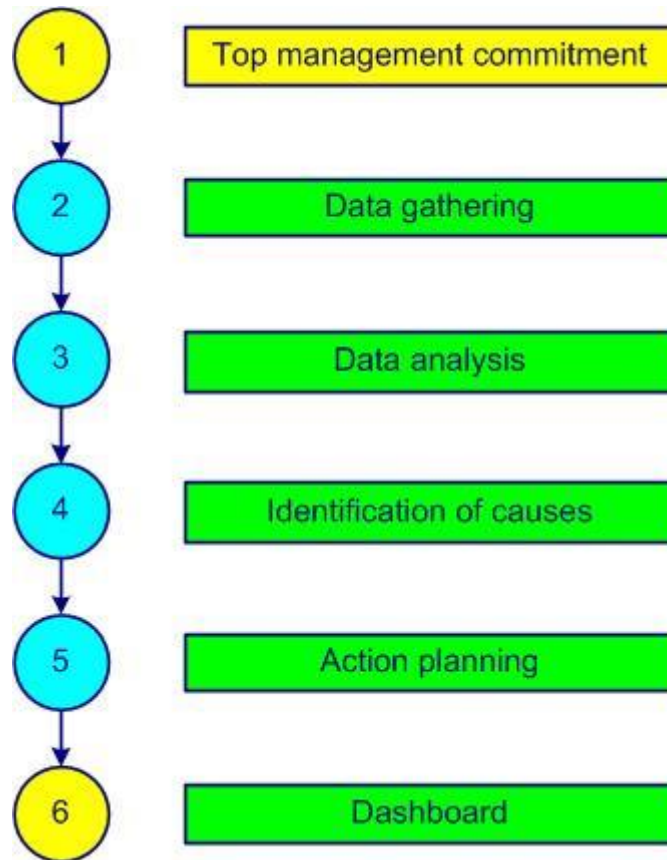 1
Top management commitment
2
Data gathering
3
Data analysis
4
Identification of causes
5
Action planning
6
Dashboard